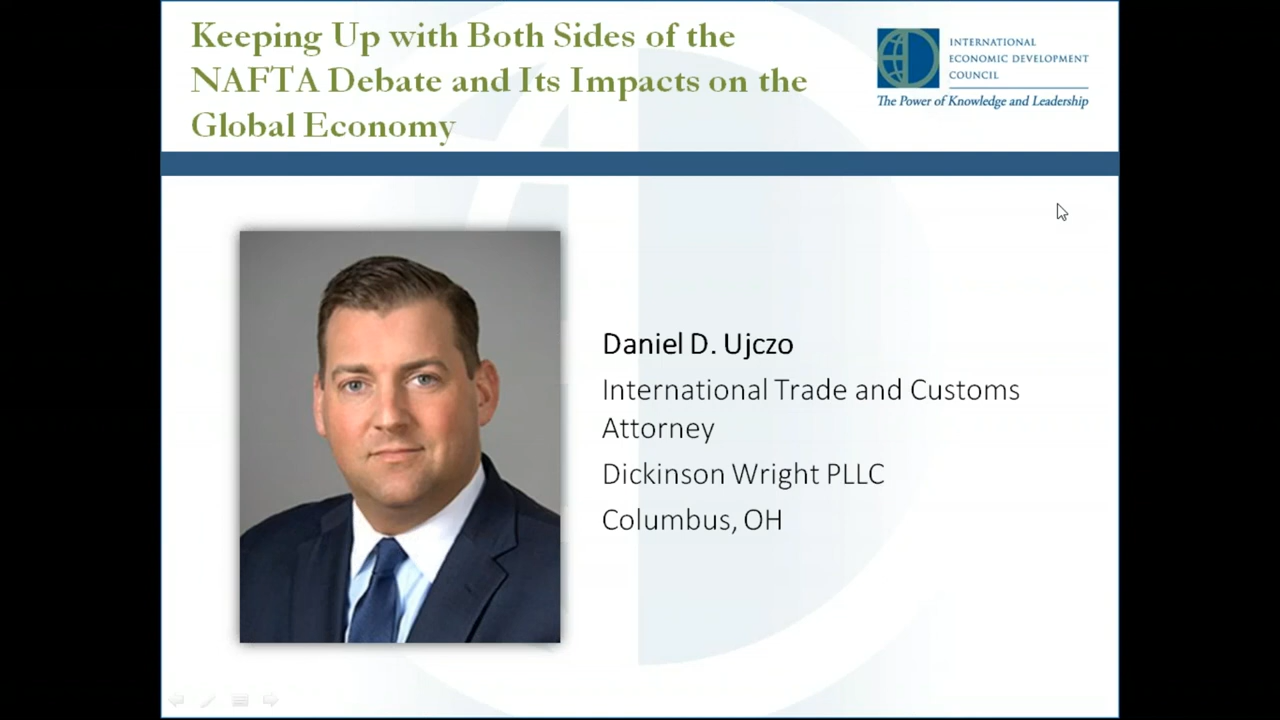 Keeping Up with Both Sides of the
NAFTA Debate and Its Impacts on the
Global Economy
INTERNATIONAL
ECONOMIC DEVELOPMENT
COUNCIL
The Power of Knowledge and Leadership
Daniel D. Ujczo
International Trade and Customs
Attorney
Dickinson Wright PLLC
Columbus, OH